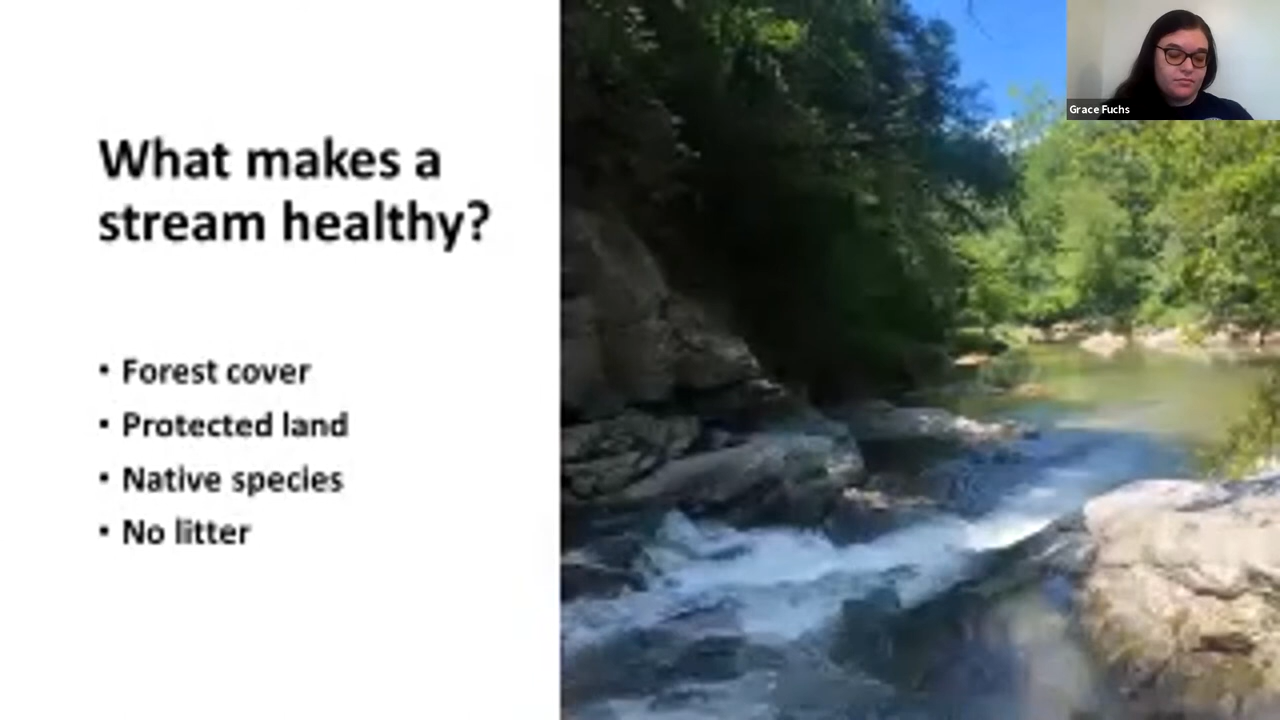 What makes a
stream healthy?
• Forest cover
• Protected land
• Native species
• No litter
Grace Fuchs